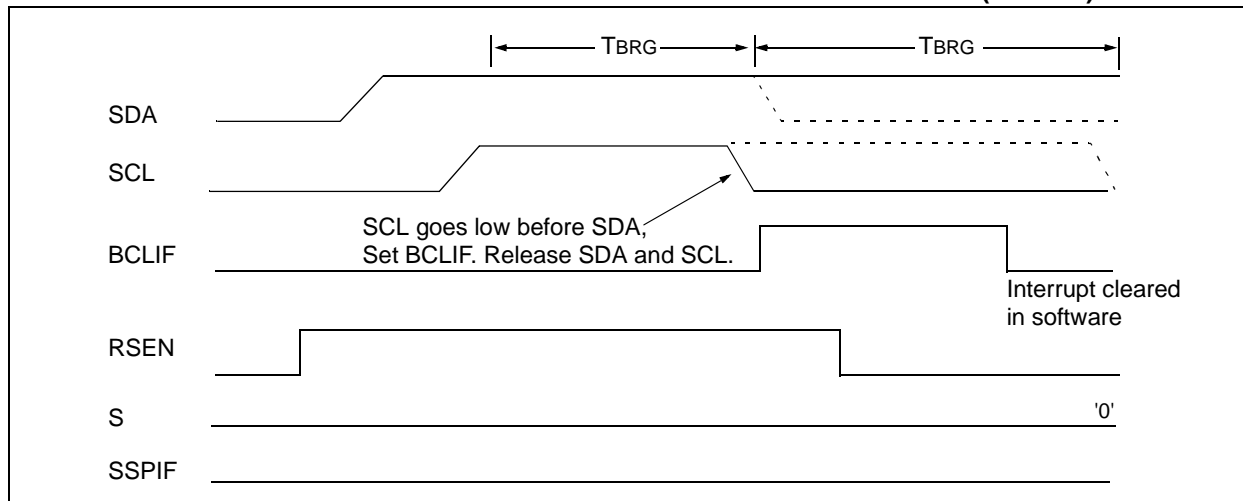 TBRG TBRG
SDA
SCL
SCL goes low before SDA,
Set BCLIF. Release SDA and SCL.
BCLIF
Interrupt cleared
in software
RSEN
S '0'
SSPIF